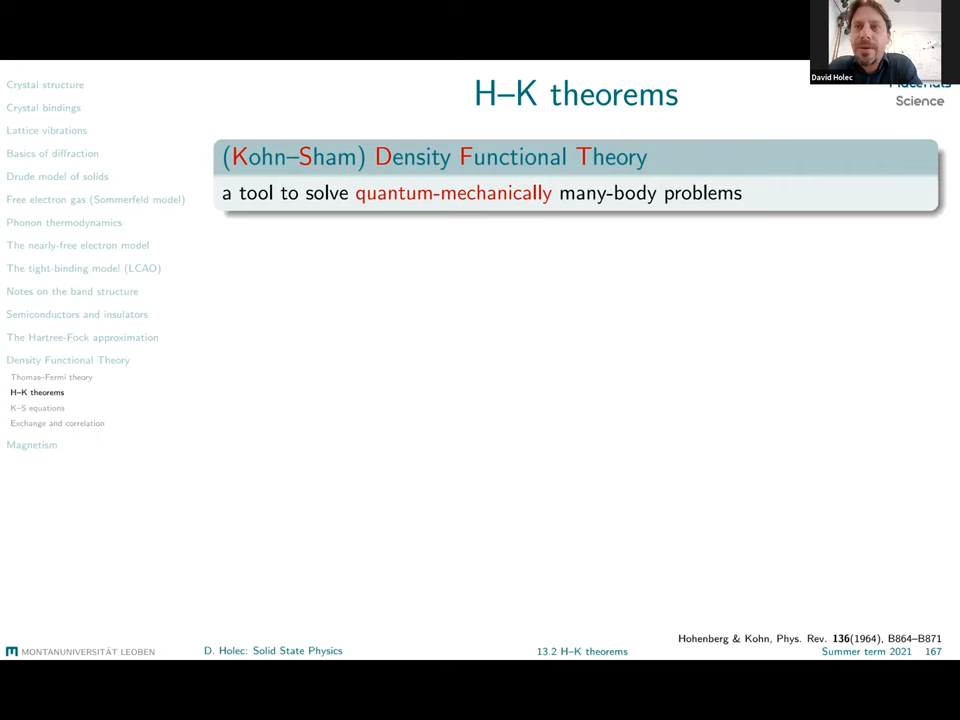 David Holec
Materials
Science
H–K theorems
Crystal structure
Crystal bindings
Lattice vibrations
Basics of diffraction
Drude model of solids
Free electron gas (Sommerfeld model)
Phonon thermodynamics
The nearly-free electron model
The tight-binding model (LCAO)
Notes on the band structure
Semiconductors and insulators
The Hartree-Fock approximation
Density Functional Theory
Thomas–Fermi theory
H–K theorems
K–S equations
Exchange and correlation
Magnetism
(Kohn–Sham) Density Functional Theory
a tool to solve quantum-mechanically many-body problems
Hohenberg & Kohn, Phys. Rev. 136(1964), B864–B871
MONTANUNIVERSITÄT LEOBEN
D. Holec: Solid State Physics
13.2 H–K theorems
Summer term 2021 167